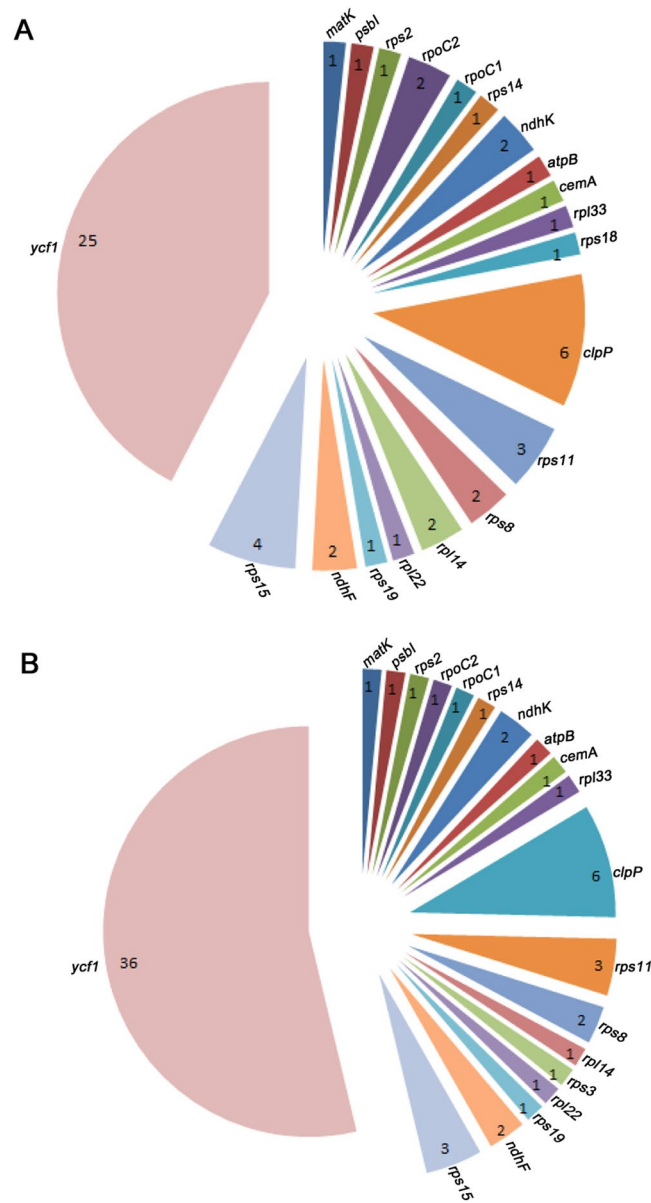 A
matK
1
psbI
1
rps2
1
rpoC2
2
rpoC1
1
rps14
1
ndhK
2
atpB
1
cemA
1
rpl33
1
rps18
1
clpP
6
rps11
3
rps8
2
rpl14
2
rpl22
1
rps19
1
ndhF
2
rps15
4
ycf1
25
B
matK
1
psbI
1
rps2
1
rpoC2
1
rpoC1
1
rps14
1
ndhK
2
atpB
1
cemA
1
rpl33
1
clpP
6
rps11
3
rps8
2
rpl14
1
rps3
1
rpl22
1
rps19
1
ndhF
2
rps15
3
ycf1
36